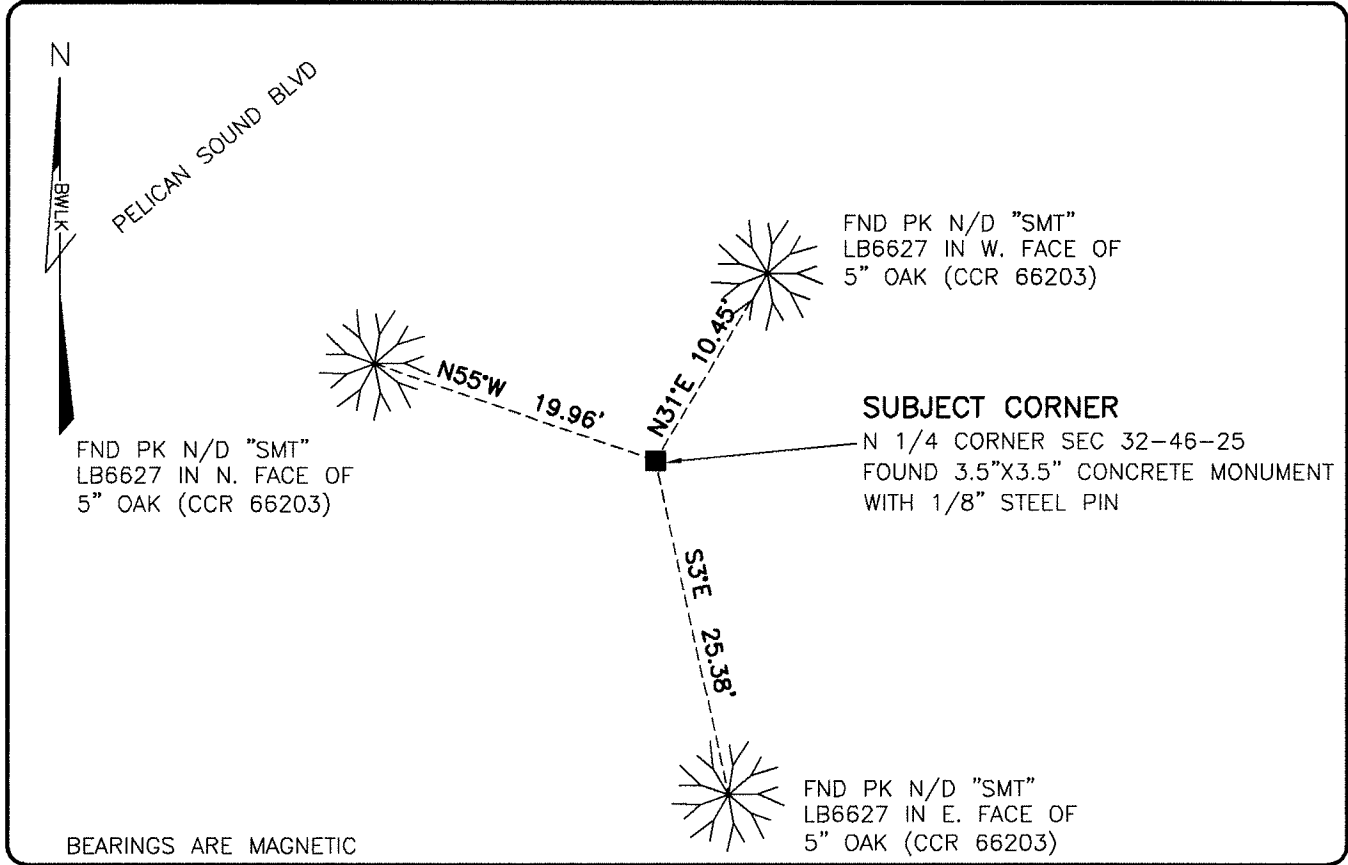 N
BWLK
PELICAN SOUND BLVD
FND PK N/D "SMT"
LB6627 IN W. FACE OF
5" OAK (CCR 66203)
N55°W 19.96'
N31°E 10.45'
SUBJECT CORNER
N 1/4 CORNER SEC 32-46-25
FOUND 3.5"X3.5" CONCRETE MONUMENT
WITH 1/8" STEEL PIN
FND PK N/D "SMT"
LB6627 IN N. FACE OF
5" OAK (CCR 66203)
S3°E 25.38'
FND PK N/D "SMT"
LB6627 IN E. FACE OF
5" OAK (CCR 66203)
BEARINGS ARE MAGNETIC